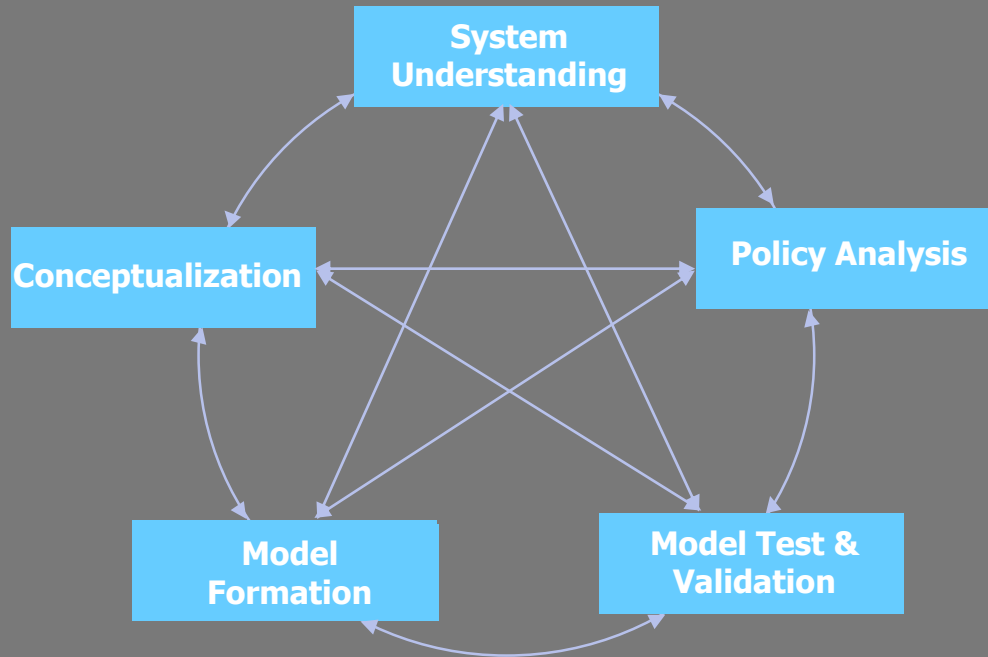 System
Understanding
Conceptualization
Policy Analysis
Model
Formation
Model Test &
Validation